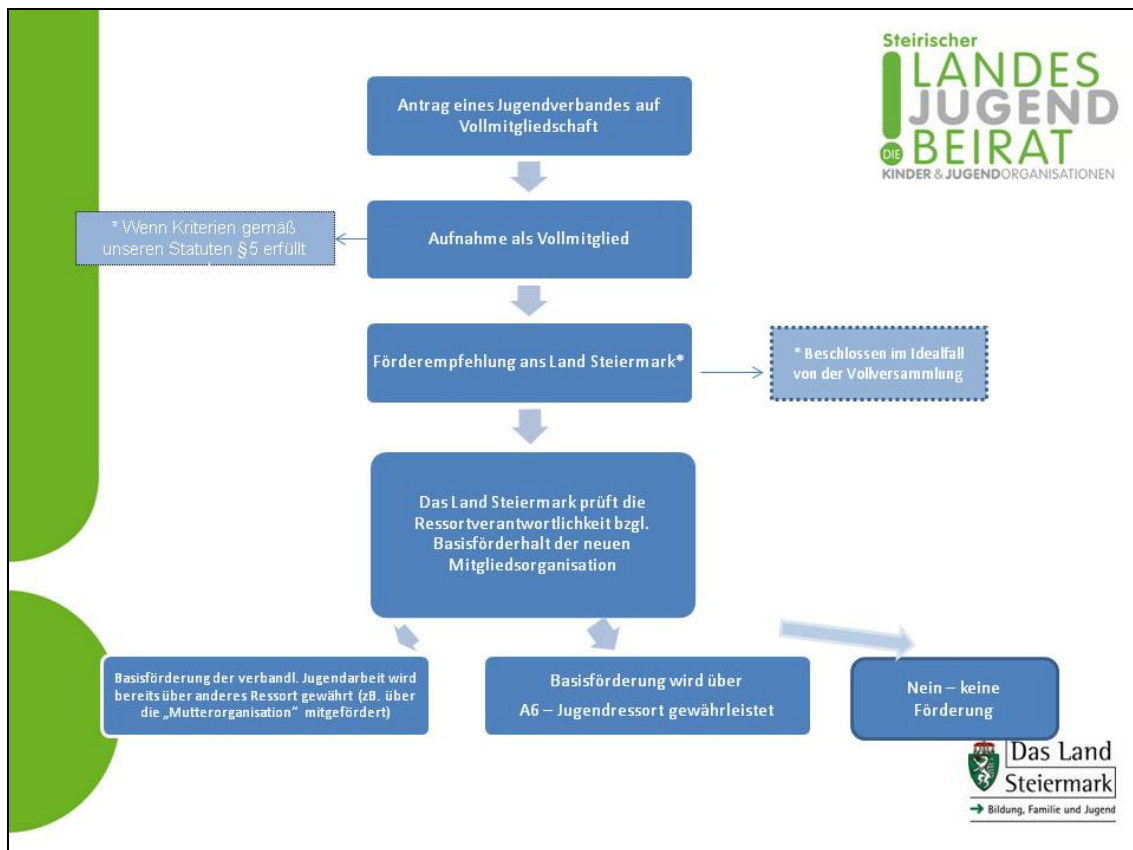 Steirischer
LANDES
JUGEND
DIE BEIRAT
KINDER & JUGENDORGANISATIONEN
Antrag eines Jugendverbandes auf
Vollmitgliedschaft
* Wenn Kriterien gemäß
unseren Statuten §5 erfüllt
Aufnahme als Vollmitglied
Förderempfehlung ans Land Steiermark*
* Beschlossen im Idealfall
von der Vollversammlung
Das Land Steiermark prüft die
Ressortverantwortlichkeit bzgl.
Basisförderhalt der neuen
Mitgliedsorganisation
Basisförderung der verbandl. Jugendarbeit wird
bereits über anderes Ressort gewährt (zB. über
die „Mutterorganisation" mitgefördert)
Basisförderung wird über
A6 – Jugendressort gewährleistet
Nein – keine
Förderung
Das Land
Steiermark
→ Bildung, Familie und Jugend